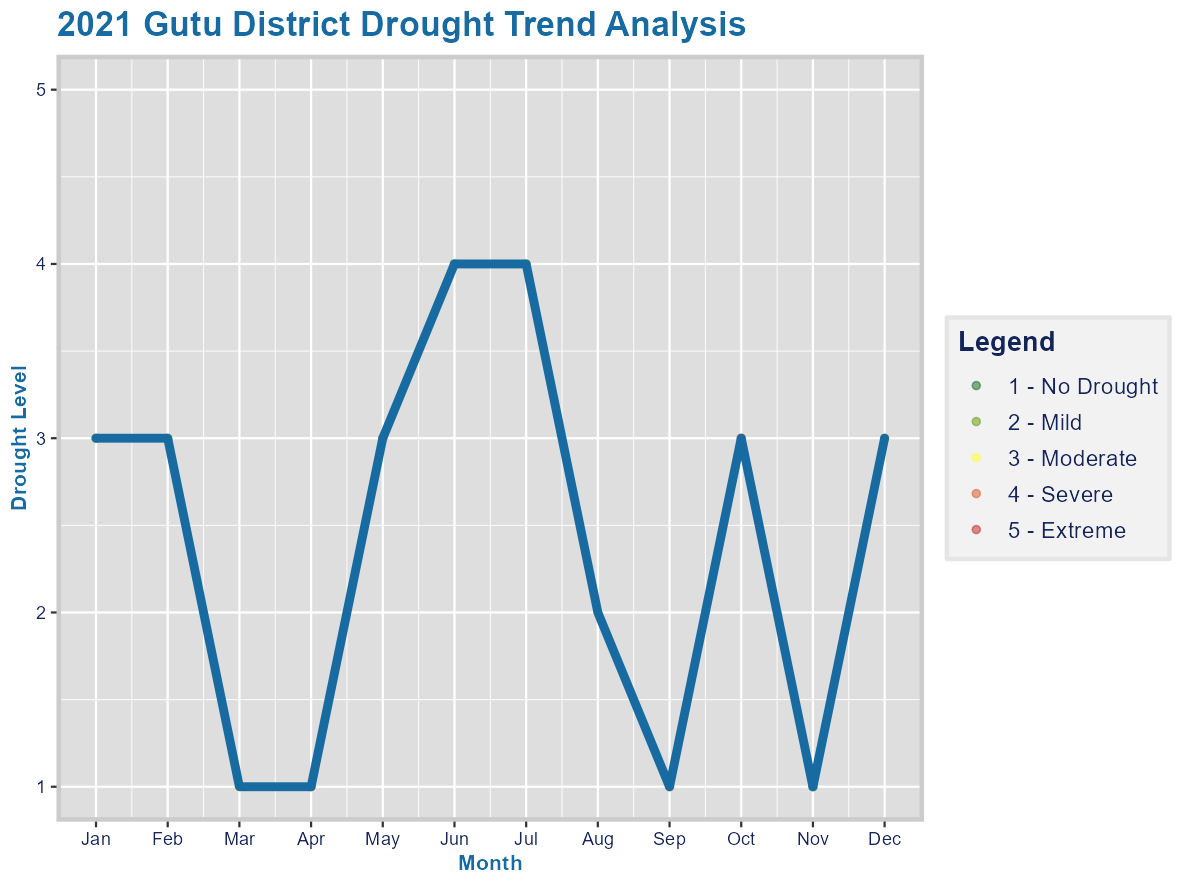 2021 Gutu District Drought Trend Analysis
Drought Level
5
4
3
2
1
Jan Feb Mar Apr May Jun Jul Aug Sep Oct Nov Dec
Month
Legend
1 - No Drought
2 - Mild
3 - Moderate
4 - Severe
5 - Extreme